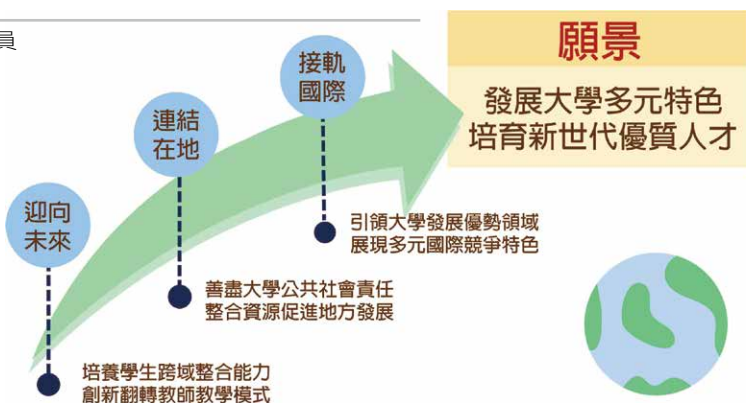 員
願景
發展大學多元特色
培育新世代優質人才
接軌
國際
引領大學發展優勢領域
展現多元國際競爭特色
連結
在地
善盡大學公共社會責任
整合資源促進地方發展
迎向
未來
培養學生跨域整合能力
創新翻轉教師教學模式